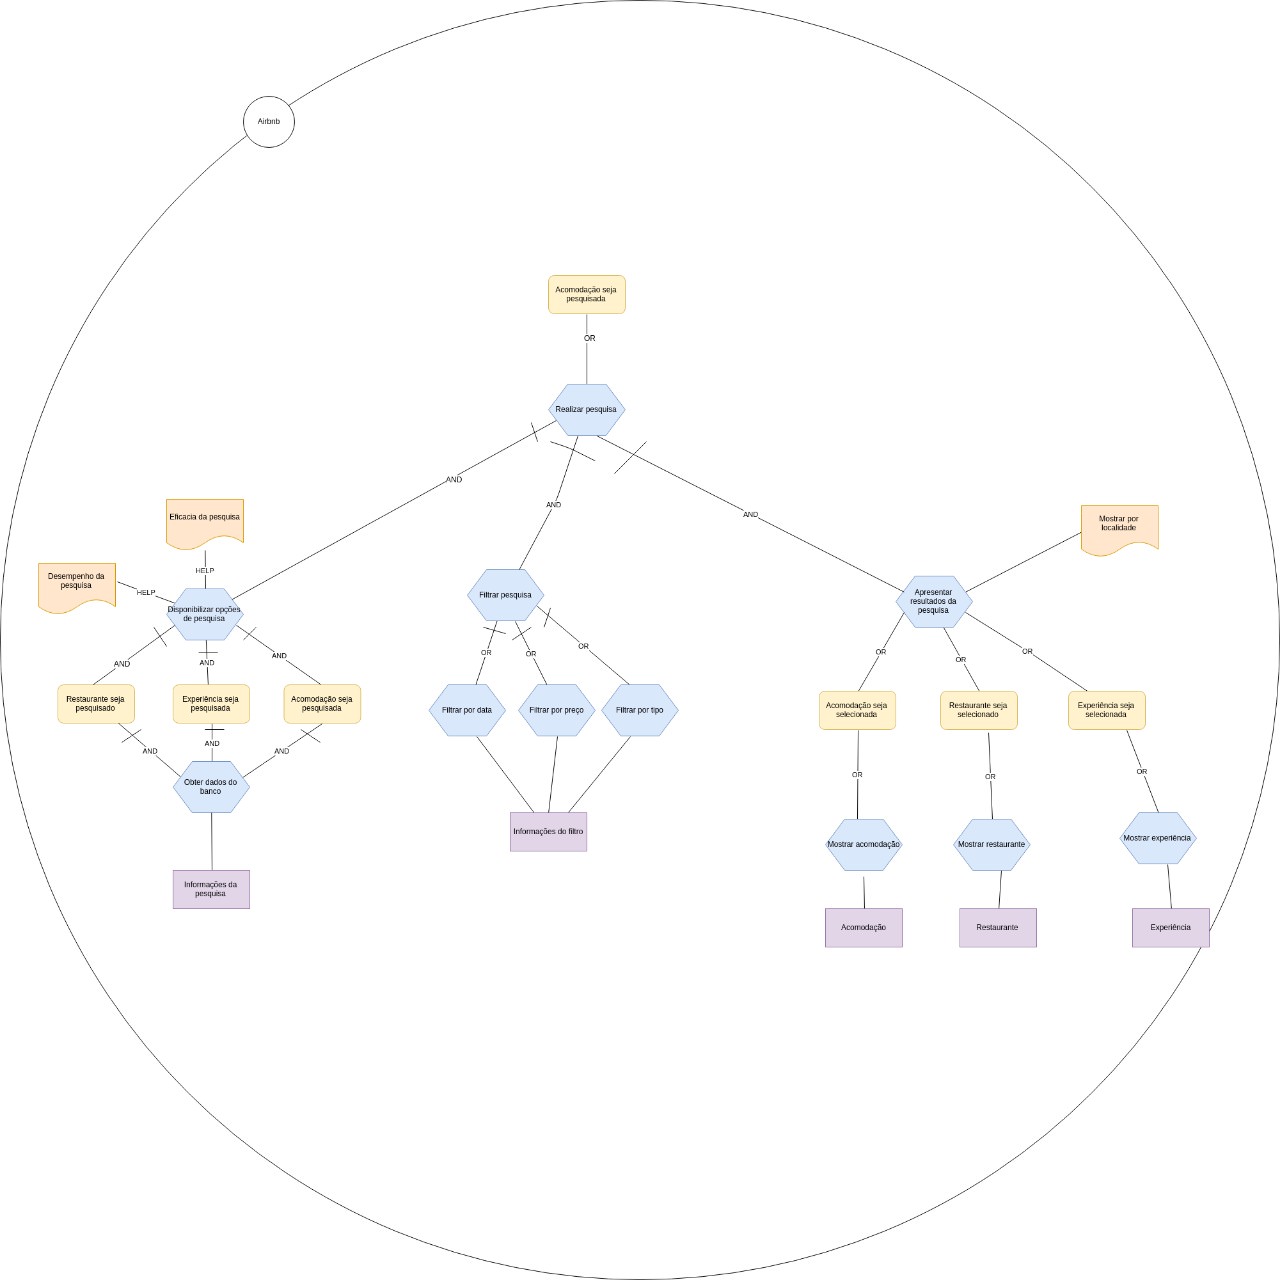 Airbnb
Acomodação seja
pesquisada
OR
Realizar pesquisa
AND
AND
AND
Eficacia da pesquisa
Mostrar por
localidade
HELP
Desempenho da
pesquisa
HELP
Disponibilizar opções
de pesquisa
Filtrar pesquisa
Apresentar
resultados da
pesquisa
AND
AND
AND
OR
OR
OR
OR
OR
OR
Restaurante seja
pesquisado
Experiência seja
pesquisada
Acomodação seja
pesquisada
Filtrar por data
Filtrar por preço
Filtrar por tipo
Acomodação seja
selecionada
Restaurante seja
selecionado
Experiência seja
selecionada
AND
AND
AND
OR
OR
OR
Obter dados do
banco
Informações do filtro
Mostrar acomodação
Mostrar restaurante
Mostrar experiência
Informações da
pesquisa
Acomodação
Restaurante
Experiência